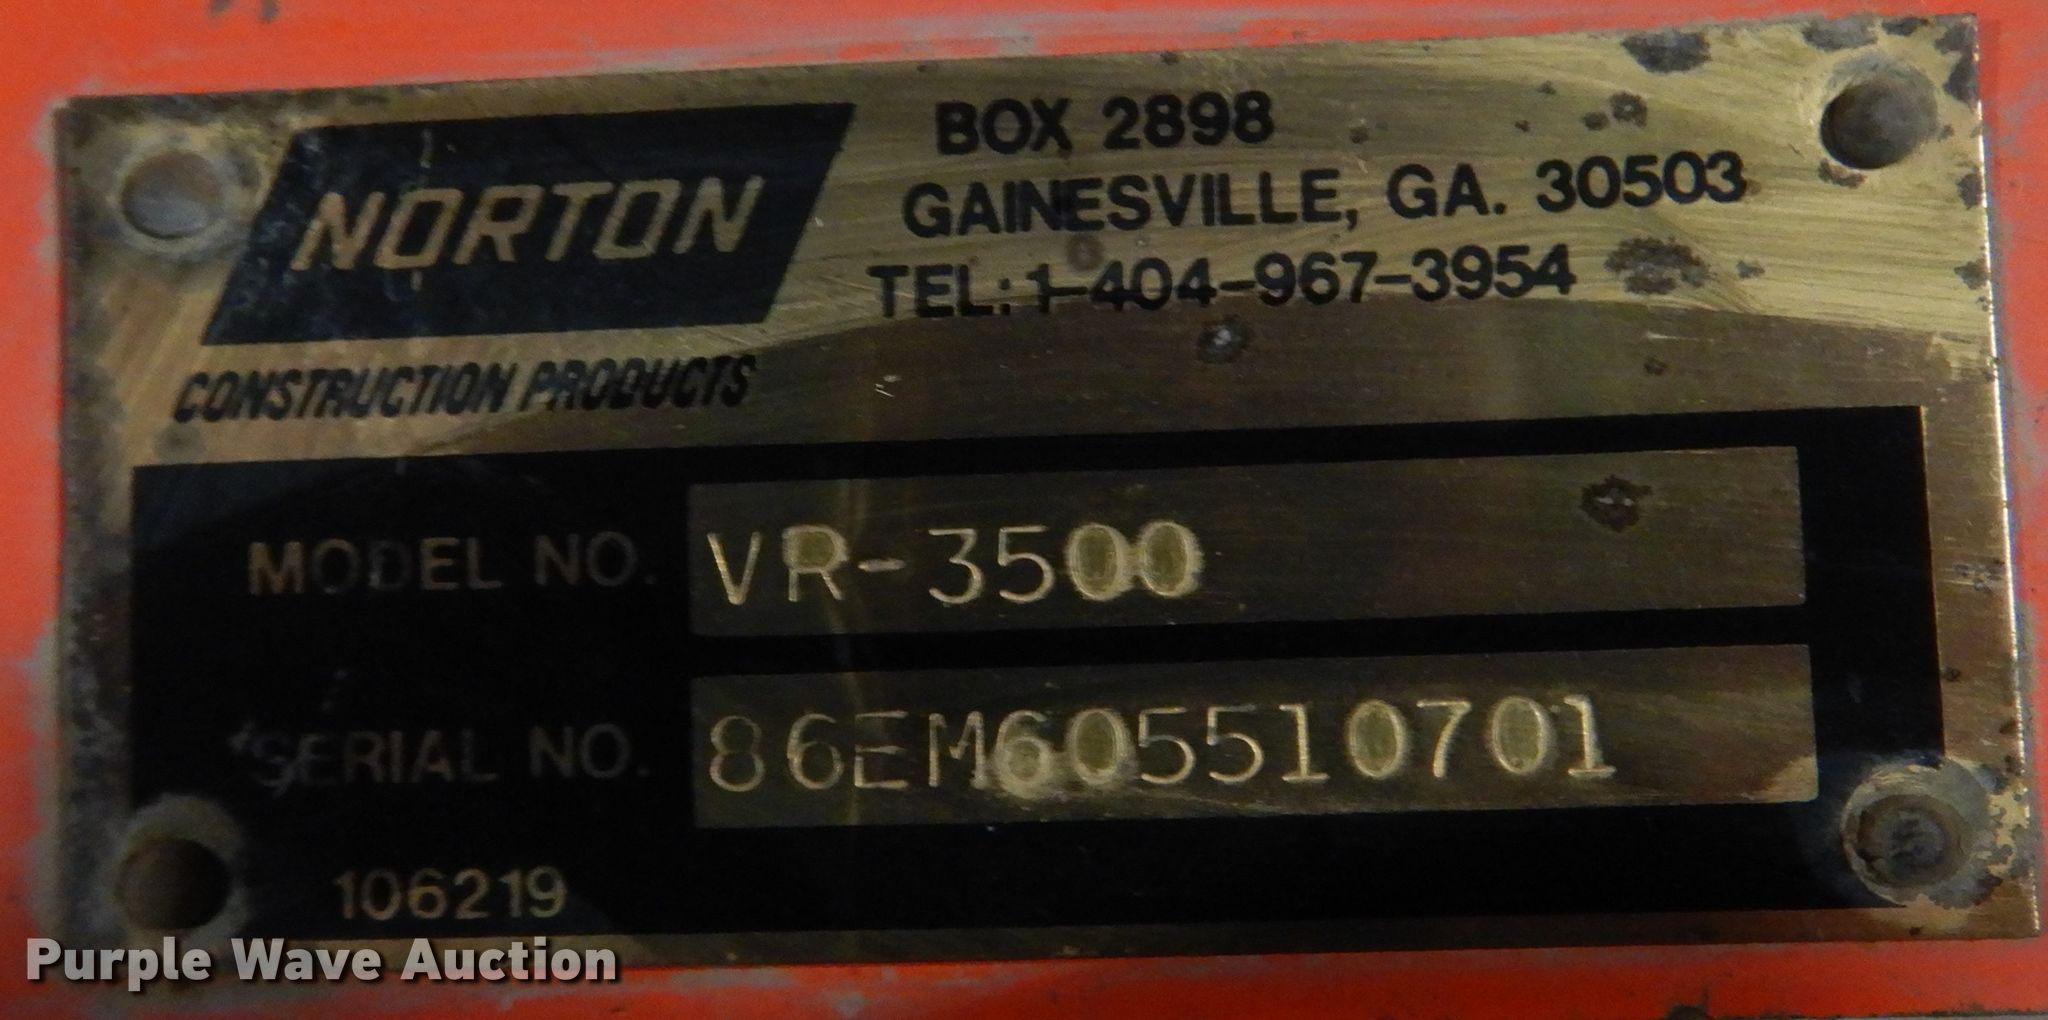 NORTON
CONSTRUCTION PRODUCTS
BOX 2898
GAINESVILLE, GA. 30503
TEL: 1-404-967-3954
MODEL NO. VR-3500
SERIAL NO. 86EM605510701
106219
Purple Wave Auction